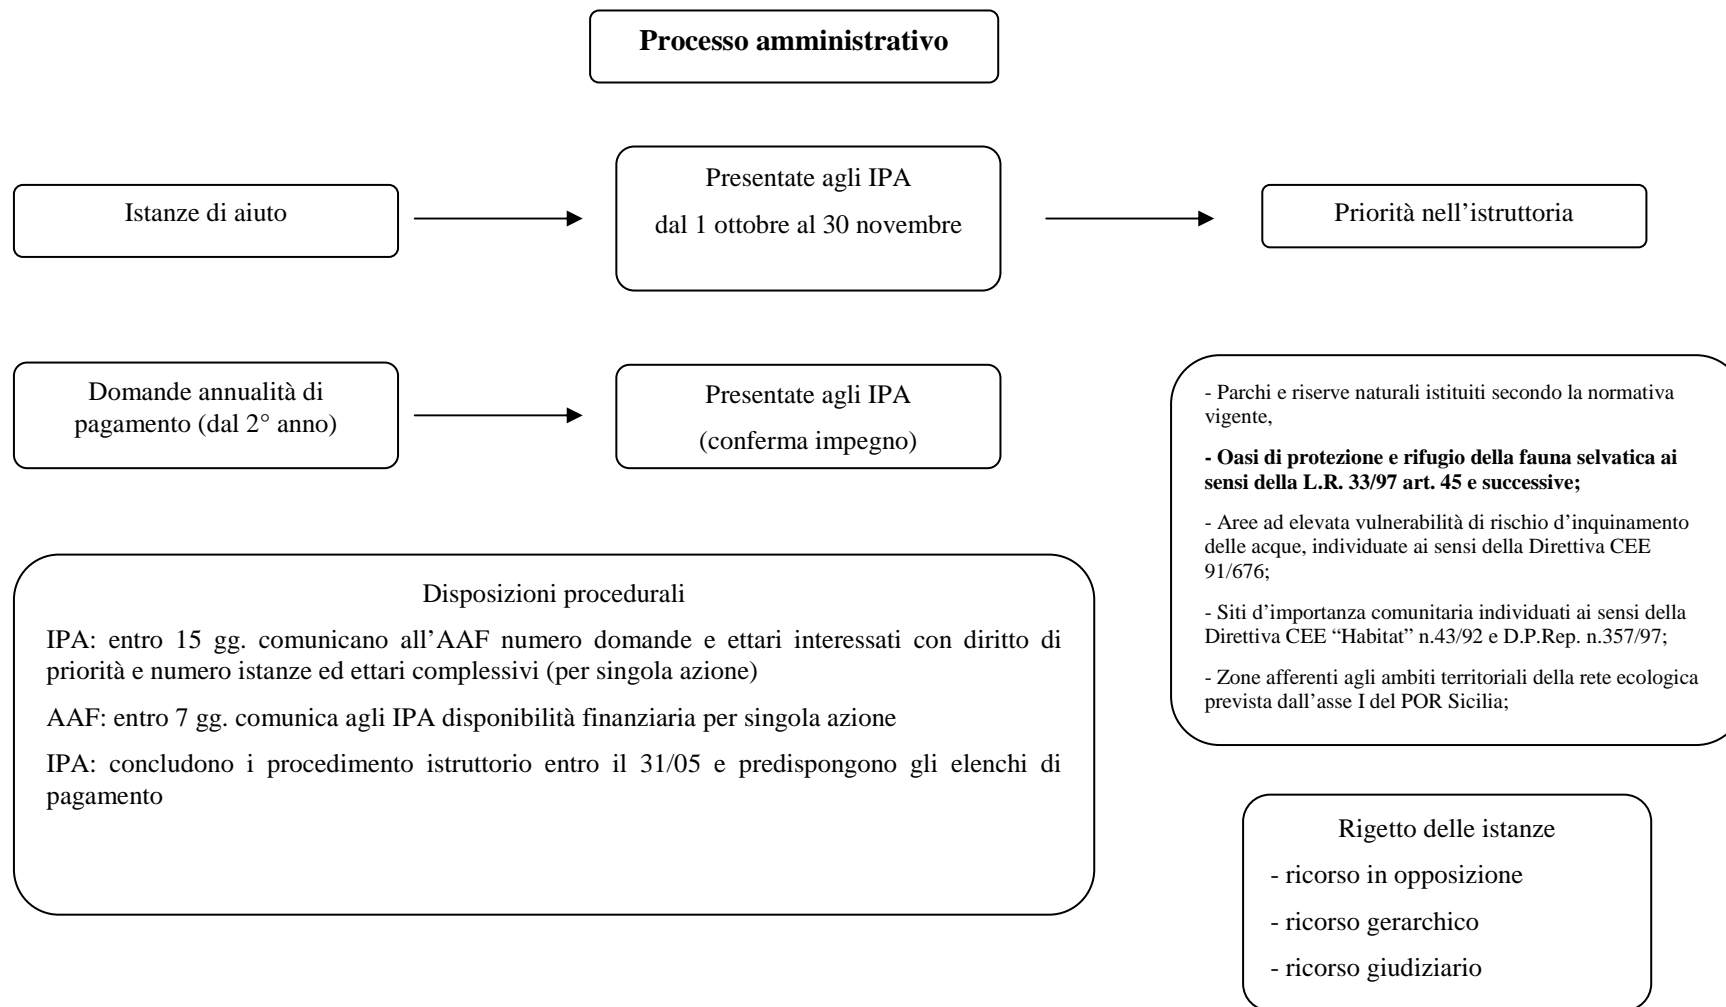 Processo amministrativo
Istanze di aiuto
Presentate agli IPA
dal 1 ottobre al 30 novembre
Priorità nell’istruttoria
Domande annualità di
pagamento (dal 2° anno)
Presentate agli IPA
(conferma impegno)
- Parchi e riserve naturali istituiti secondo la normativa
vigente,
- Oasi di protezione e rifugio della fauna selvatica ai
sensi della L.R. 33/97 art. 45 e successive;
- Aree ad elevata vulnerabilità di rischio d’inquinamento
delle acque, individuate ai sensi della Direttiva CEE
91/676;
- Siti d’importanza comunitaria individuati ai sensi della
Direttiva CEE “Habitat” n.43/92 e D.P.Rep. n.357/97;
- Zone afferenti agli ambiti territoriali della rete ecologica
prevista dall’asse I del POR Sicilia;
Disposizioni procedurali
IPA: entro 15 gg. comunicano all’AAF numero domande e ettari interessati con diritto di
priorità e numero istanze ed ettari complessivi (per singola azione)
AAF: entro 7 gg. comunica agli IPA disponibilità finanziaria per singola azione
IPA: concludono i procedimento istruttorio entro il 31/05 e predispongono gli elenchi di
pagamento
Rigetto delle istanze
- ricorso in opposizione
- ricorso gerarchico
- ricorso giudiziario